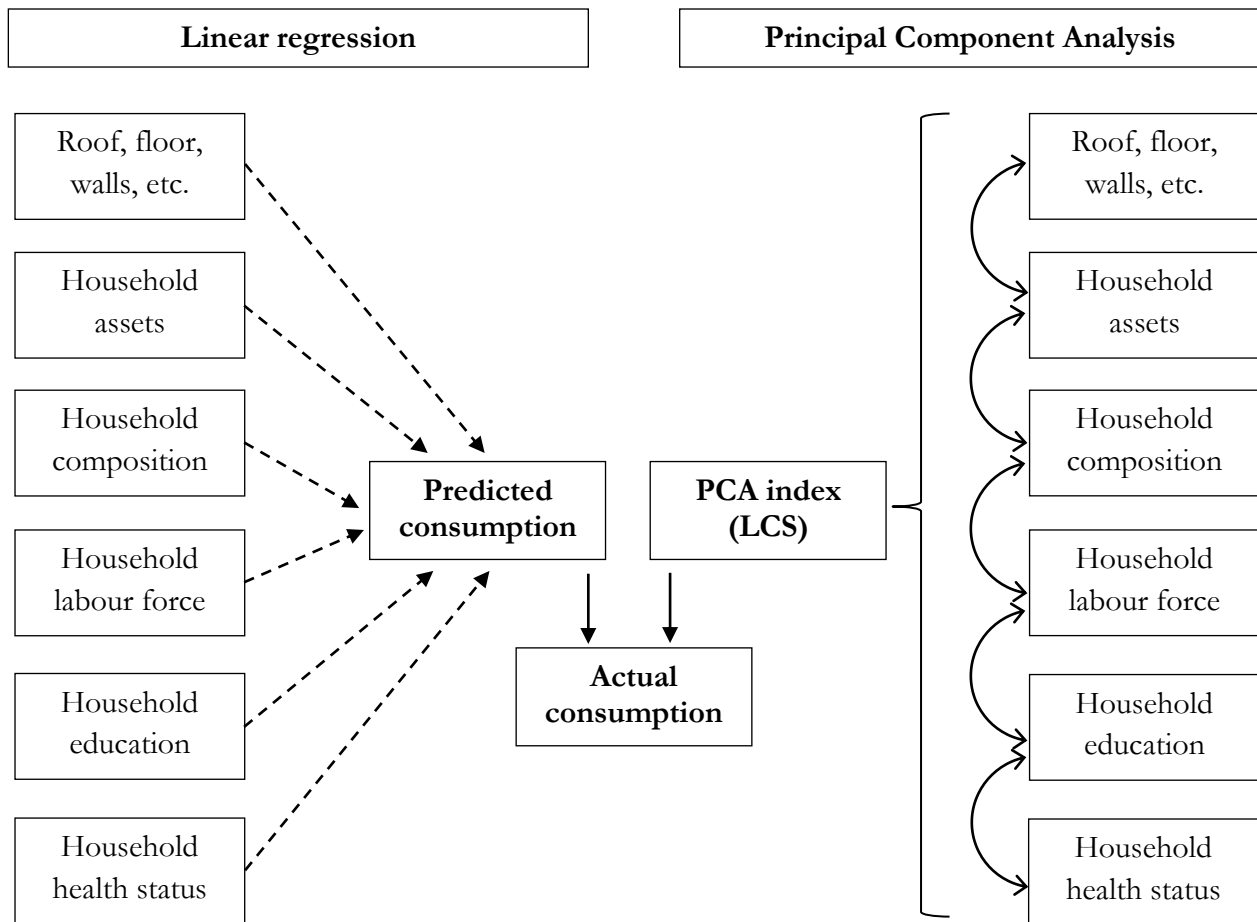 Linear regression
Principal Component Analysis
Roof, floor,
walls, etc.
Household
assets
Household
composition
Household
labour force
Household
education
Household
health status
Predicted
consumption
PCA index
(LCS)
Actual
consumption
Roof, floor,
walls, etc.
Household
assets
Household
composition
Household
labour force
Household
education
Household
health status